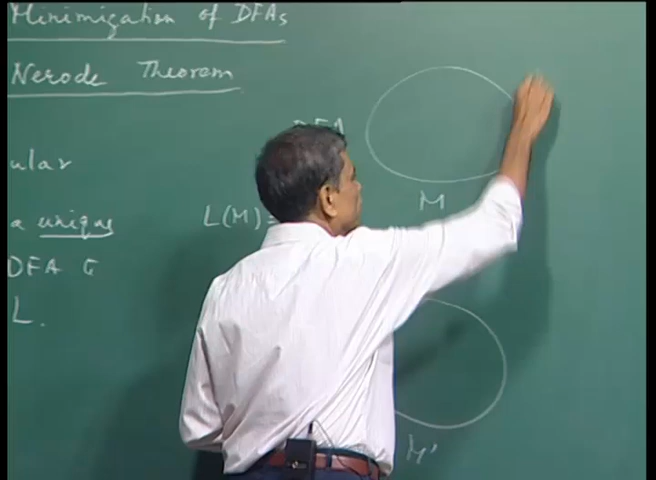 Minimization of DFAs
Nerode Theorem
DFA
ular
M
a unique
L(M)=
DFA
L.
M'